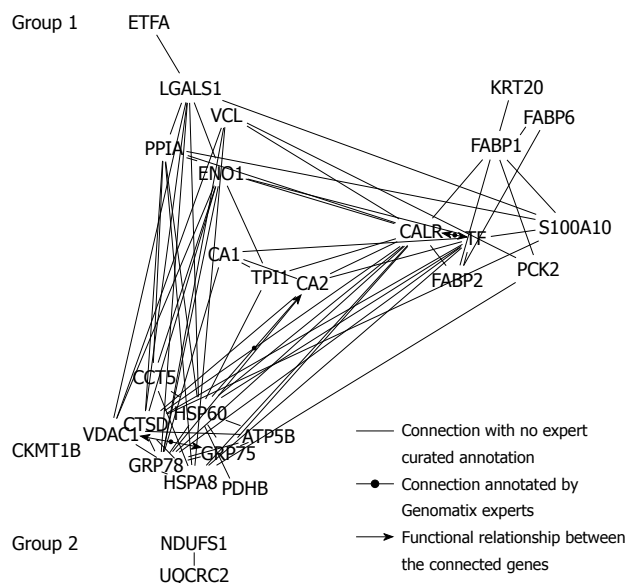 Group 1
ETFA
LGALS1
KRT20
VCL
FABP6
PPIA
FABP1
ENO1
CALR
TF
S100A10
CA1
TPI1
CA2
FABP2
PCK2
CCT5
HSP60
CTSD
VDAC1
ATP5B
CKMT1B
GRP75
GRP78
HSPA8
PDHB
Connection with no expert
curated annotation
Connection annotated by
Genomatix experts
Functional relationship between
the connected genes
Group 2
NDUFS1
UQCRC2